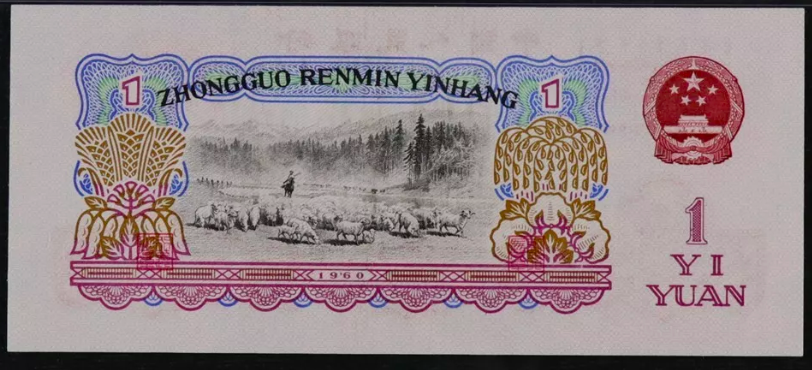 ZHONGGUO RENMIN YINHANG
1
1
1960
1
YI
YUAN